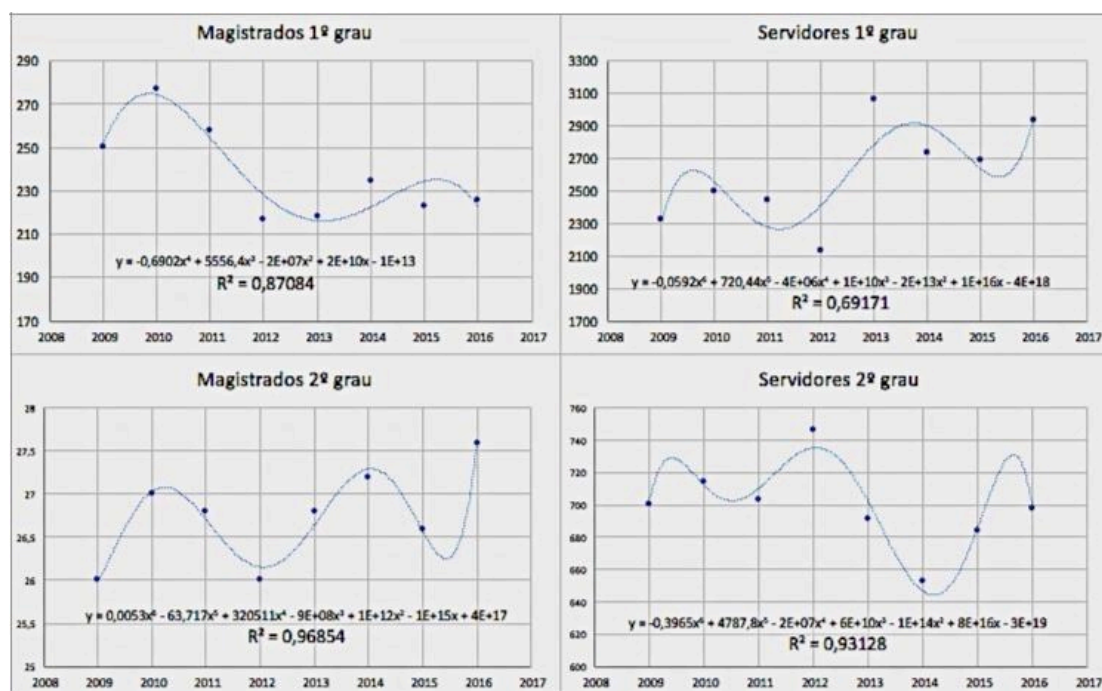 Magistrados 1º grau
290
270
250
230
210
190
170
y = -0,6902x⁴ + 5556,4x³ - 2E+07x² + 2E+10x - 1E+13
R² = 0,87084
2008 2009 2010 2011 2012 2013 2014 2015 2016 2017
Servidores 1º grau
3300
3100
2900
2700
2500
2300
2100
1900
1700
y = -0,0592x⁶ + 720,44x⁵ - 4E+06x⁴ + 1E+10x³ - 2E+13x² + 1E+16x - 4E+18
R² = 0,69171
2008 2009 2010 2011 2012 2013 2014 2015 2016 2017
Magistrados 2º grau
28
27,5
27
26,5
26
25,5
25
y = 0,0053x⁶ - 63,717x⁵ + 320511x⁴ - 9E+08x³ + 1E+12x² - 1E+15x + 4E+17
R² = 0,96854
2008 2009 2010 2011 2012 2013 2014 2015 2016 2017
Servidores 2º grau
760
740
720
700
680
660
640
620
600
y = -0,3965x⁶ + 4787,8x⁵ - 2E+07x⁴ + 6E+10x³ - 1E+14x² + 8E+16x - 3E+19
R² = 0,93128
2008 2009 2010 2011 2012 2013 2014 2015 2016 2017